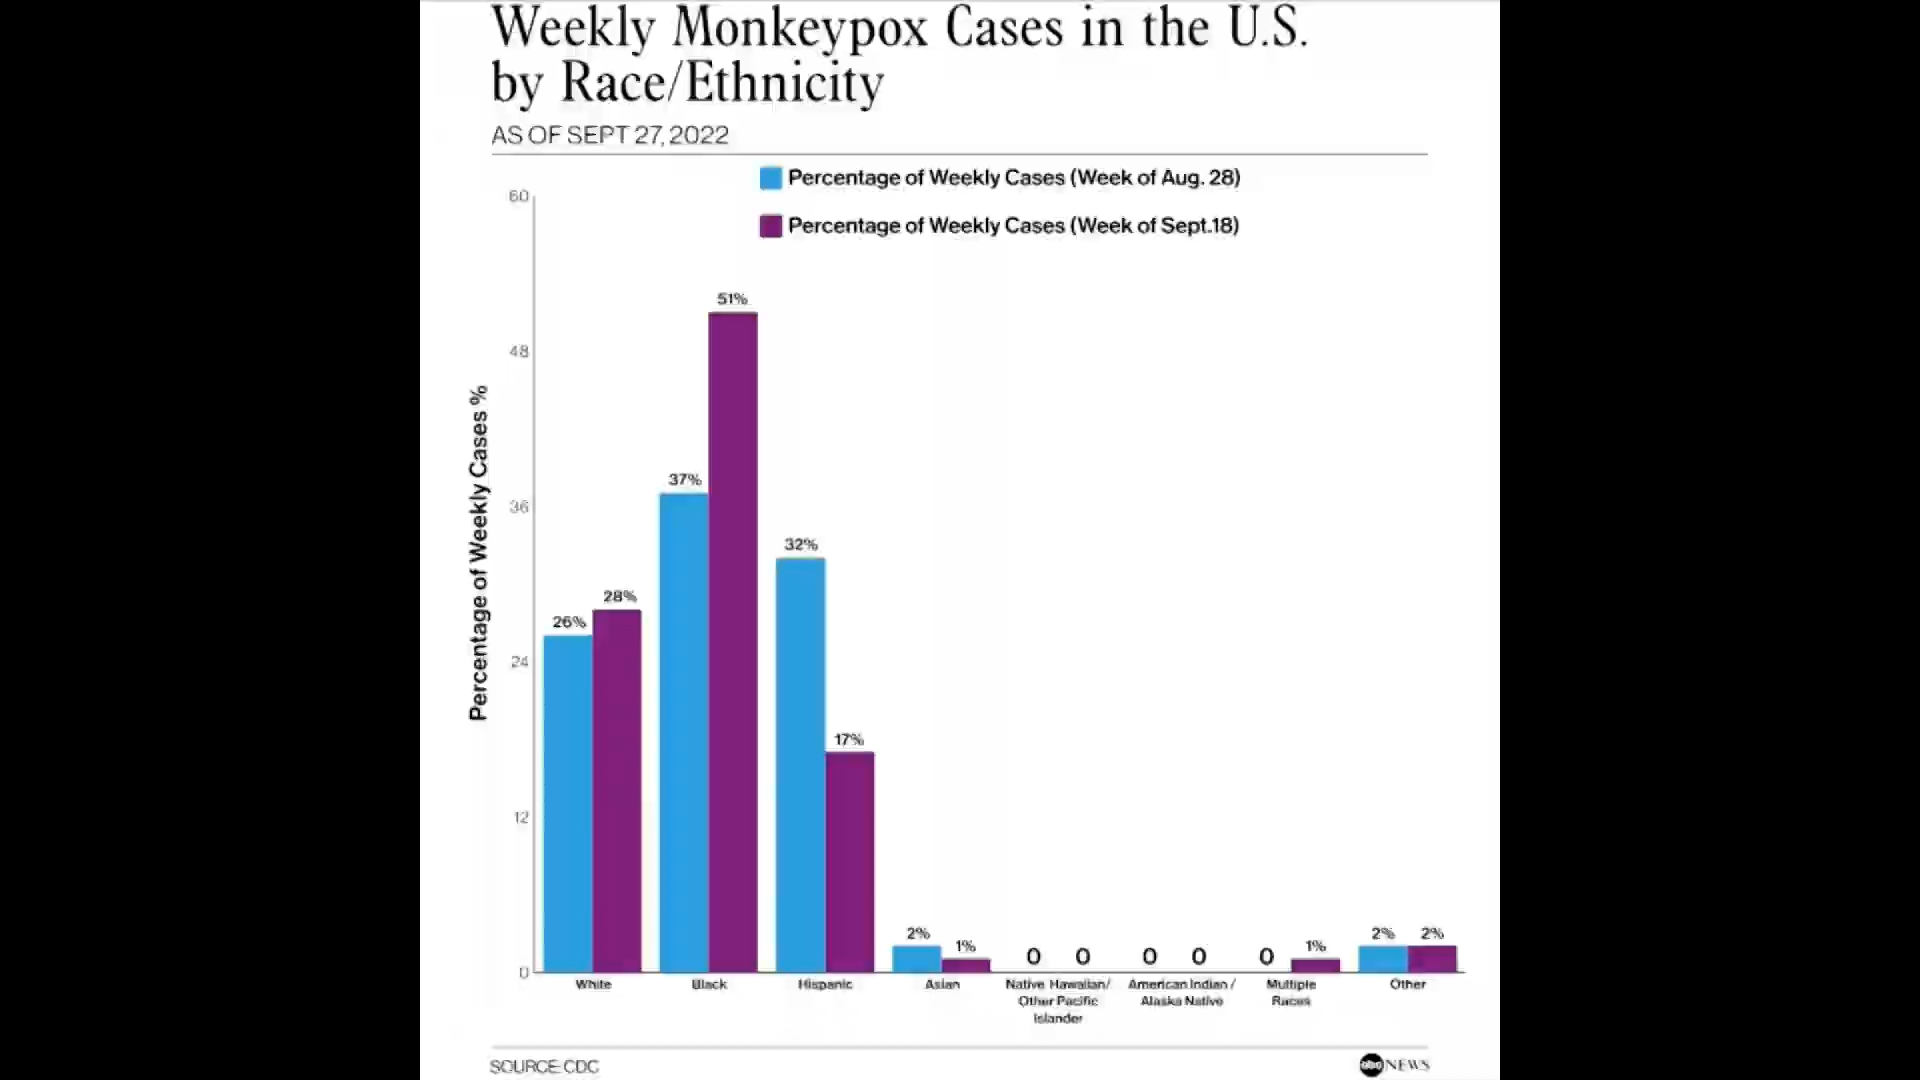 Weekly Monkeypox Cases in the U.S.
by Race/Ethnicity
AS OF SEPT 27, 2022
Percentage of Weekly Cases (Week of Aug. 28)
Percentage of Weekly Cases (Week of Sept.18)
Percentage of Weekly Cases %
60
48
36
24
12
0
26%
28%
37%
51%
32%
17%
2%
1%
0
0
0
0
0
1%
2%
2%
White
Black
Hispanic
Asian
Native Hawaiian/
Other Pacific
Islander
American Indian /
Alaska Native
Multiple
Races
Other
SOURCE: CDC
abc NEWS